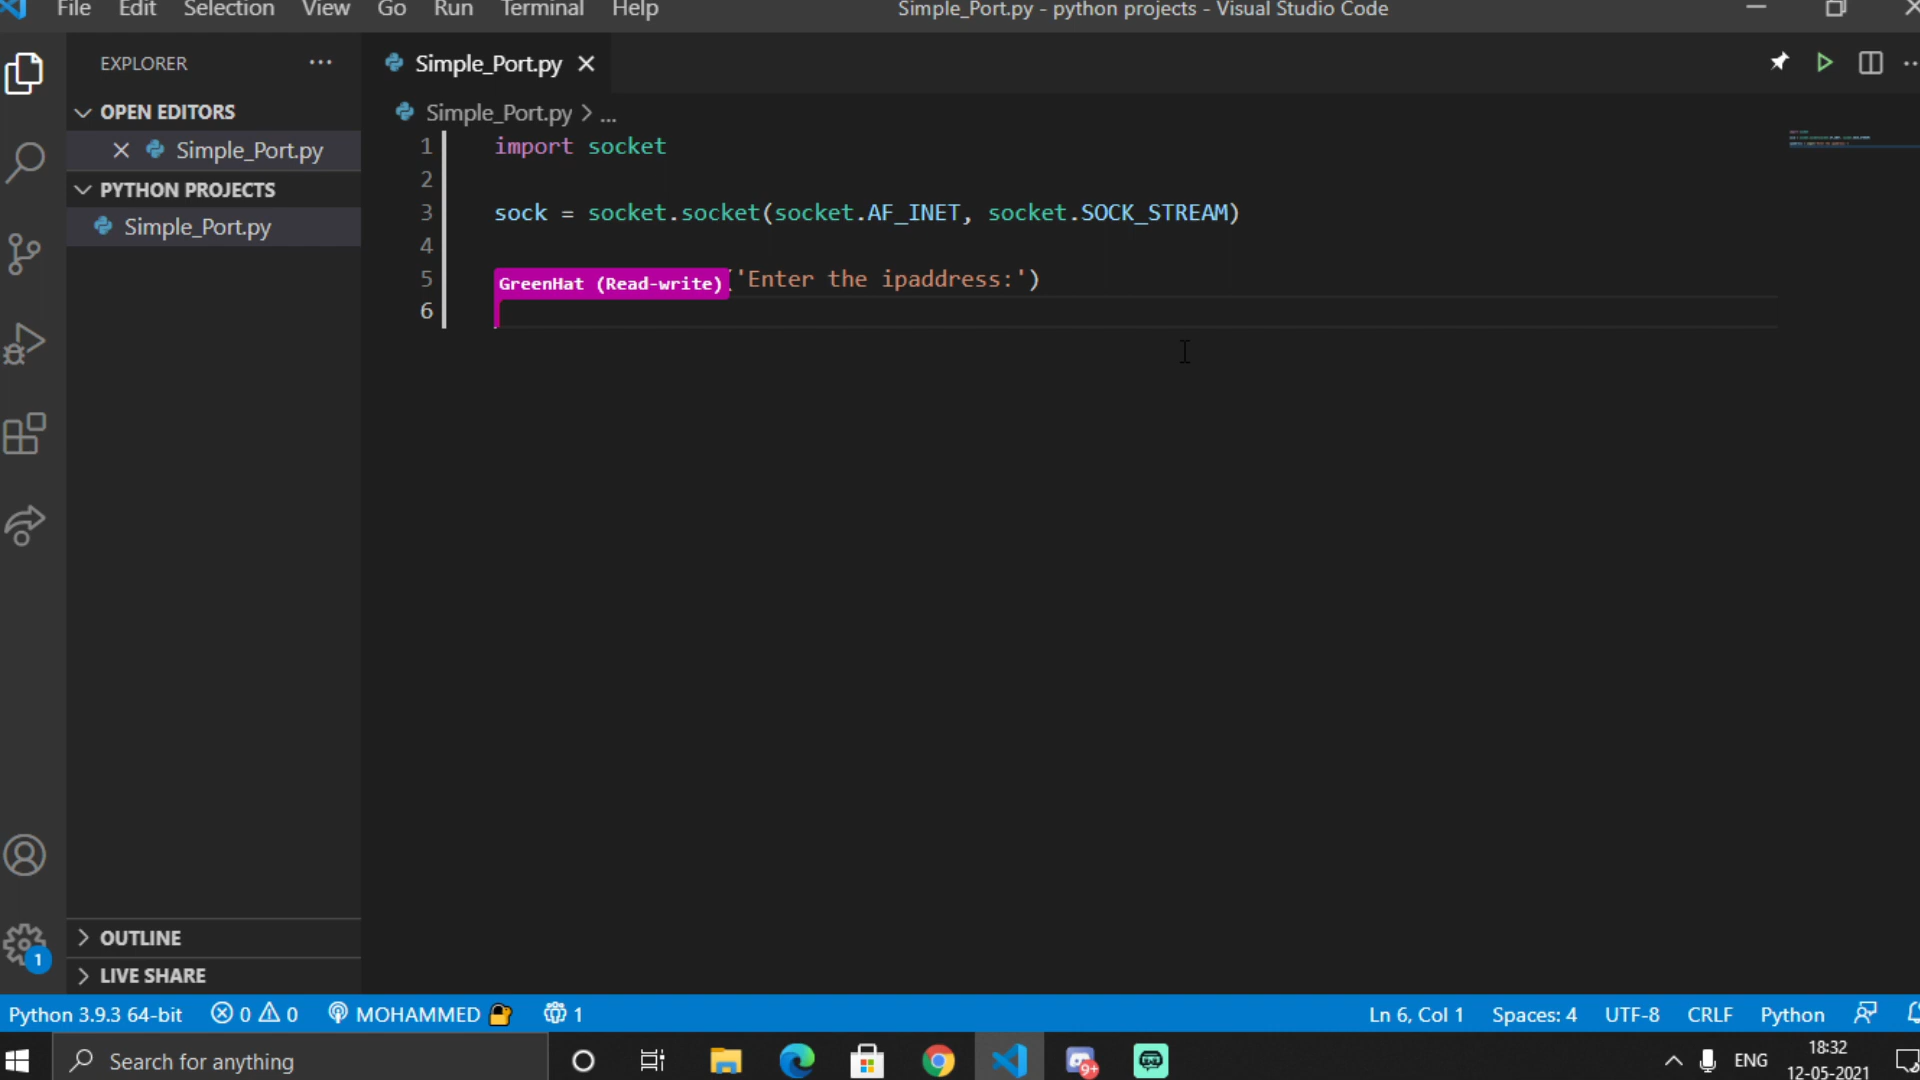 File Edit Selection View Go Run Terminal Help
Simple_Port.py - python projects - Visual Studio Code
EXPLORER
Simple_Port.py
OPEN EDITORS
Simple_Port.py > ...
Simple_Port.py
1 import socket
2
PYTHON PROJECTS
3 sock = socket.socket(socket.AF_INET, socket.SOCK_STREAM)
Simple_Port.py
4
5 GreenHat (Read-write) ('Enter the ipaddress:')
6
OUTLINE
1
LIVE SHARE
Python 3.9.3 64-bit 0 0 MOHAMMED 1 Ln 6, Col 1 Spaces: 4 UTF-8 CRLF Python
Search for anything 9+ ENG 18:32
12-05-2021